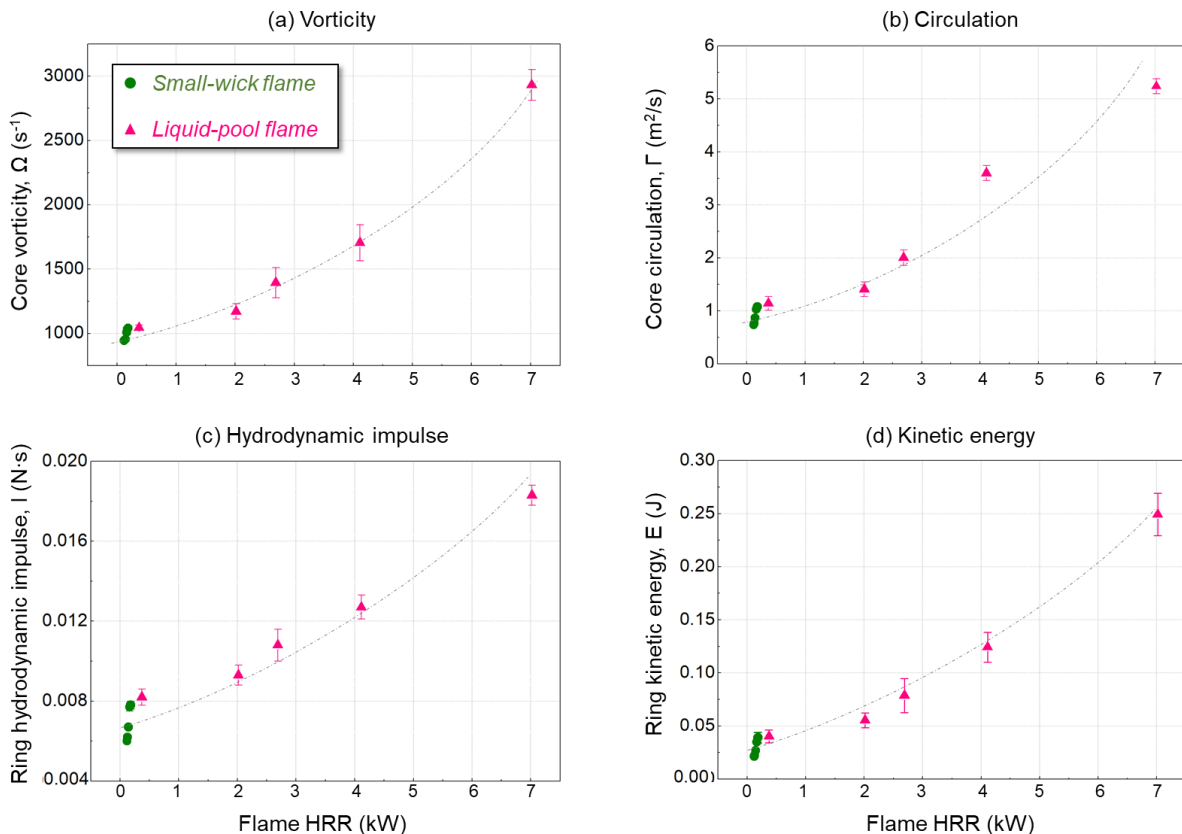 (a) Vorticity
Core vorticity, Ω (s⁻¹)
3000
2500
2000
1500
1000
Small-wick flame
Liquid-pool flame
0 1 2 3 4 5 6 7
(b) Circulation
Core circulation, Γ (m²/s)
6
5
4
3
2
1
0
0 1 2 3 4 5 6 7
(c) Hydrodynamic impulse
Ring hydrodynamic impulse, I (N·s)
0.020
0.016
0.012
0.008
0.004
0 1 2 3 4 5 6 7
Flame HRR (kW)
(d) Kinetic energy
Ring kinetic energy, E (J)
0.30
0.25
0.20
0.15
0.10
0.05
0.00
0 1 2 3 4 5 6 7
Flame HRR (kW)